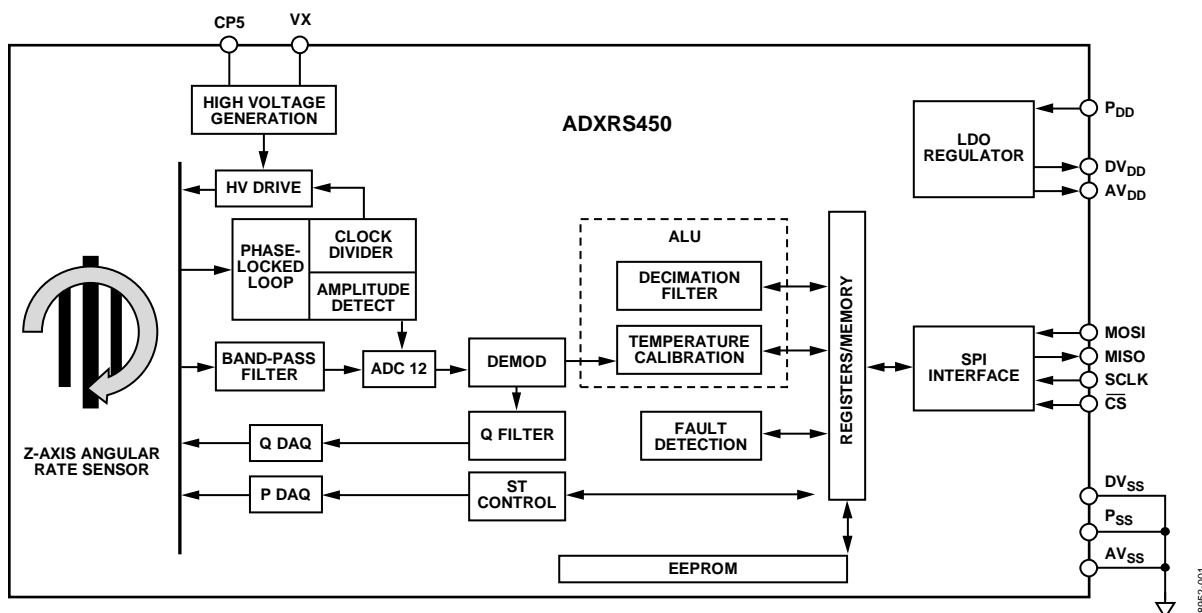 CP5
VX
HIGH VOLTAGE
GENERATION
ADXRS450
LDO
REGULATOR
P_DD
DV_DD
AV_DD
HV DRIVE
PHASE-
LOCKED
LOOP
CLOCK
DIVIDER
AMPLITUDE
DETECT
ALU
DECIMATION
FILTER
TEMPERATURE
CALIBRATION
BAND-PASS
FILTER
ADC 12
DEMOD
Q FILTER
Q DAQ
P DAQ
ST
CONTROL
FAULT
DETECTION
REGISTERS/MEMORY
EEPROM
SPI
INTERFACE
MOSI
MISO
SCLK
C̅S̅
DV_SS
P_SS
AV_SS
Z-AXIS ANGULAR
RATE SENSOR